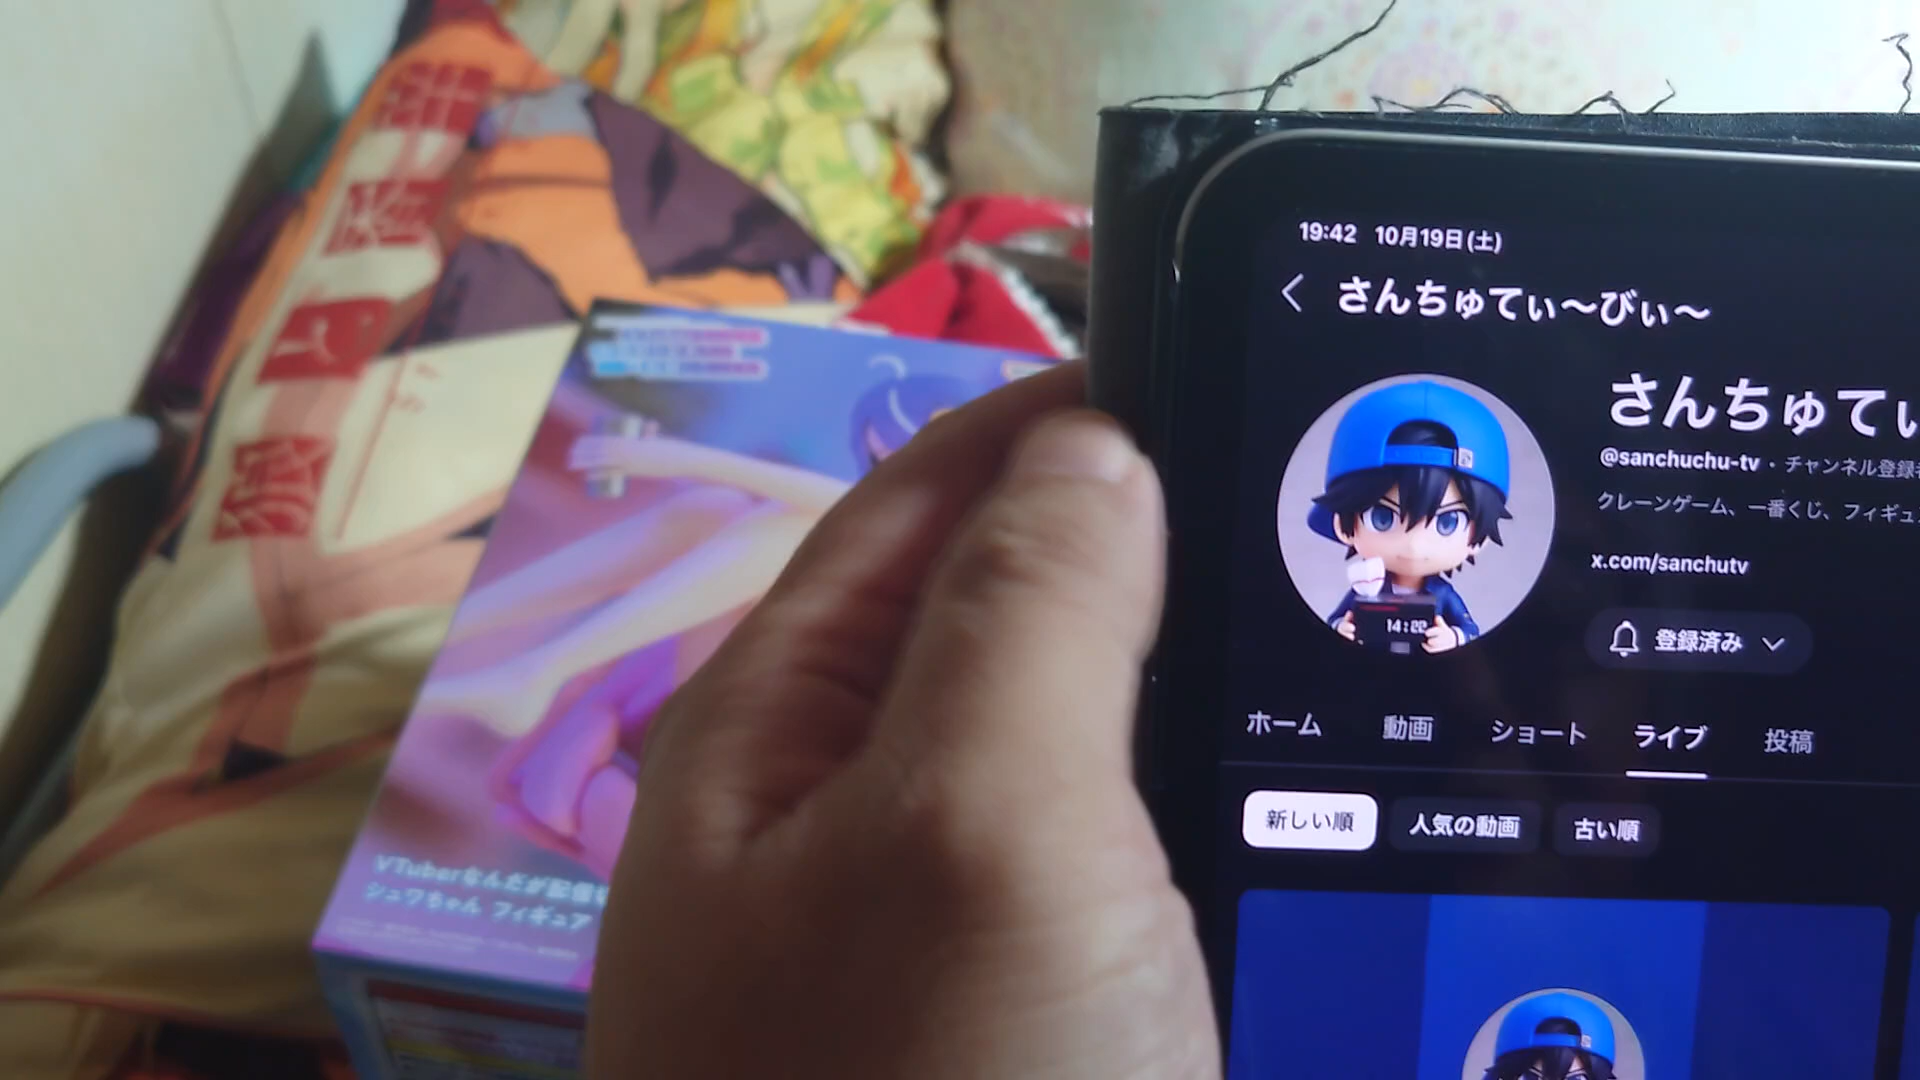 19:42 10月19日(土)
さんちゅてぃ〜びぃ〜
さんちゅてぃ
@sanchuchu-tv・チャンネル登録者
クレーンゲーム、一番くじ、フィギュ
x.com/sanchutv
登録済み
ホーム 動画 ショート ライブ 投稿
新しい順 人気の動画 古い順
14:22
VTuberなんだが配信
シュワちゃん フィギュア